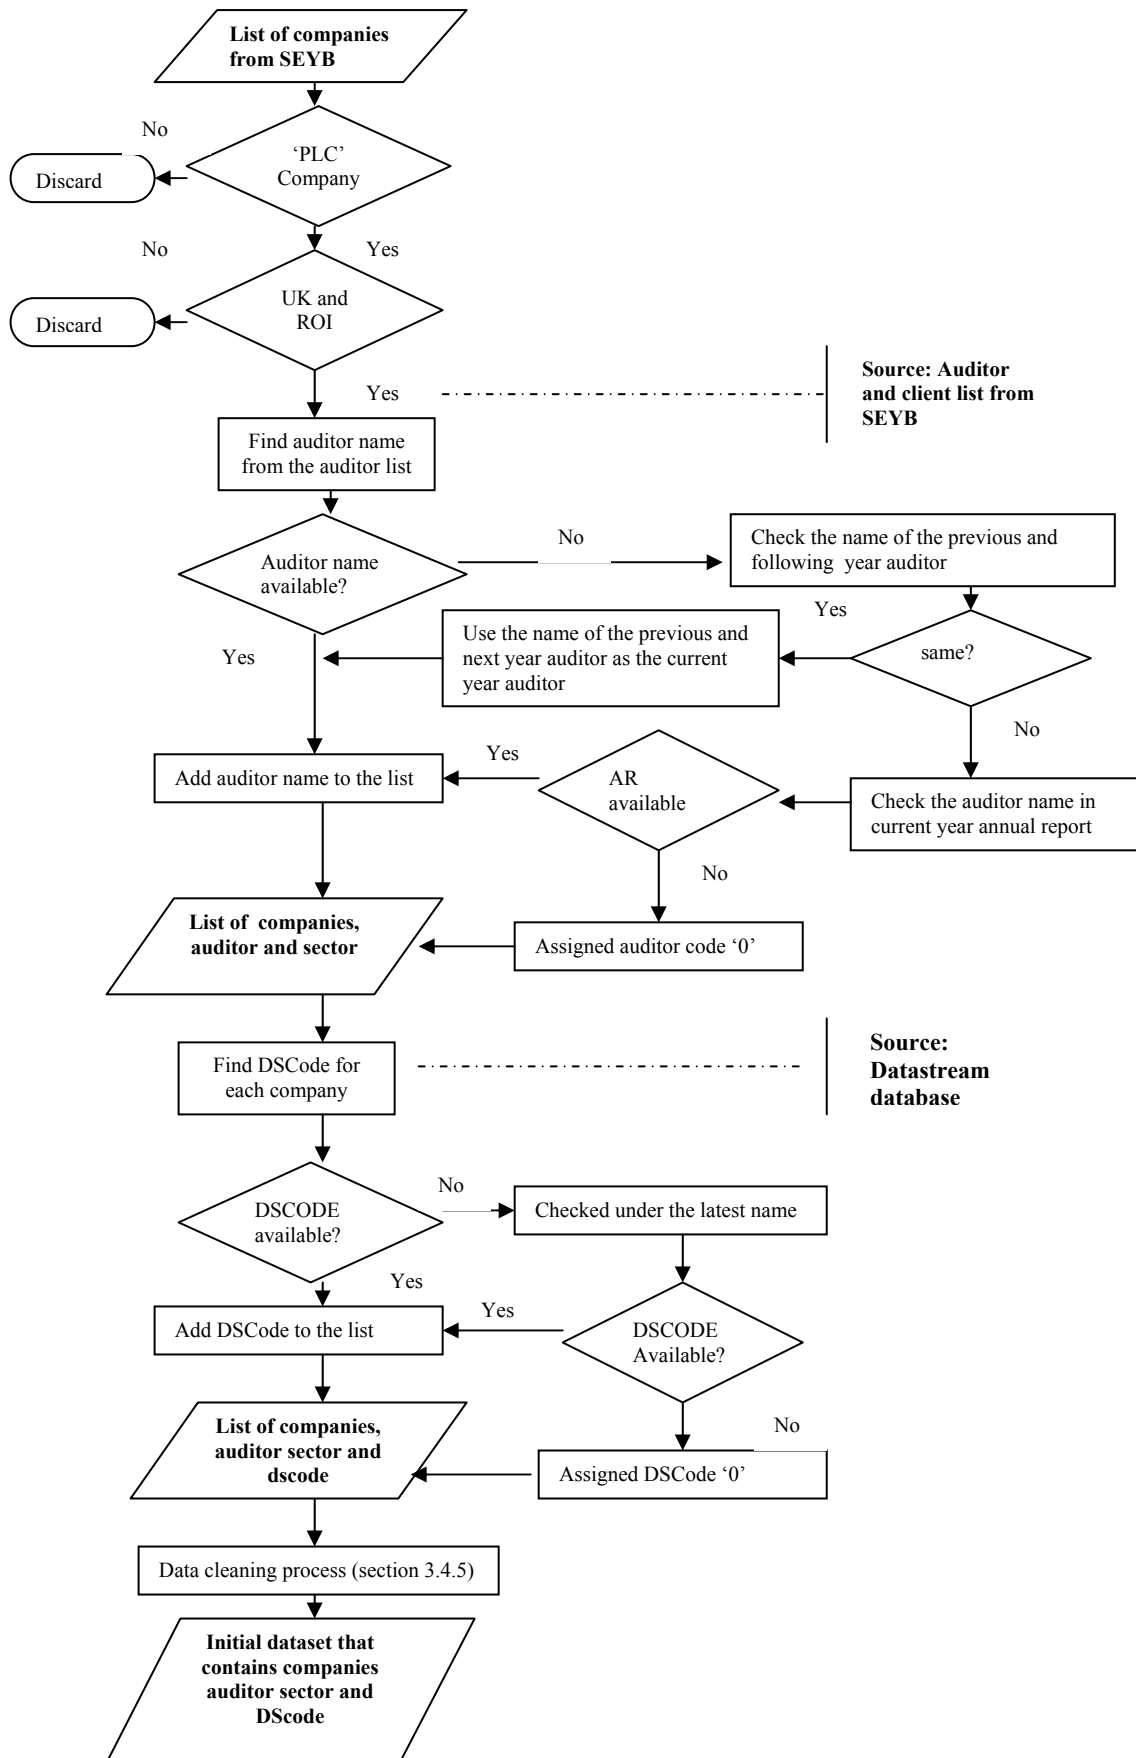 List of companies
from SEYB
No
‘PLC’
Company
Discard
No
Yes
UK and
ROI
Discard
Source: Auditor
and client list from
SEYB
Yes
Find auditor name
from the auditor list
No
Check the name of the previous and
following year auditor
Auditor name
available?
Yes
Use the name of the previous and
next year auditor as the current
year auditor
same?
Yes
No
Yes
AR
available
Add auditor name to the list
Check the auditor name in
current year annual report
No
List of companies,
auditor and sector
Assigned auditor code ‘0’
Source:
Datastream
database
Find DSCode for
each company
No
DSCODE
available?
Checked under the latest name
Yes
Yes
Add DSCode to the list
DSCODE
Available?
No
List of companies,
auditor sector and
dscode
Assigned DSCode ‘0’
Data cleaning process (section 3.4.5)
Initial dataset that
contains companies
auditor sector and
DScode